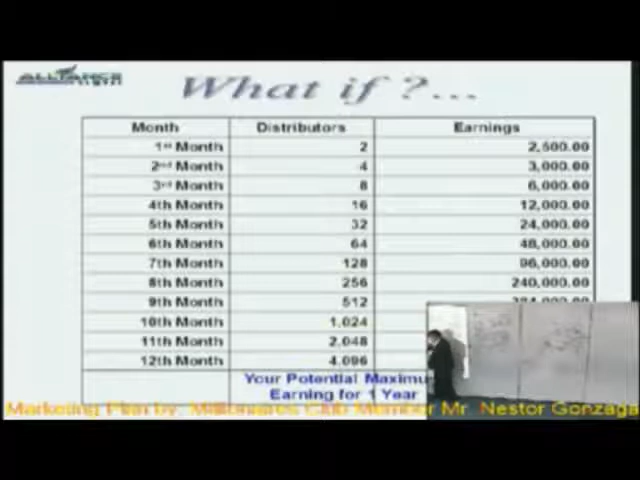 ALLIANCE
What if ?...
Month Distributors Earnings
1st Month 2 2,500.00
2nd Month 4 3,000.00
3rd Month 8 6,000.00
4th Month 16 12,000.00
5th Month 32 24,000.00
6th Month 64 48,000.00
7th Month 128 96,000.00
8th Month 256 240,000.00
9th Month 512
10th Month 1,024
11th Month 2,048
12th Month 4,096
Your Potential Maximu
Earning for 1 Year
Marketing Plan by: Millionaires Club Member Mr. Nestor Gonzaga